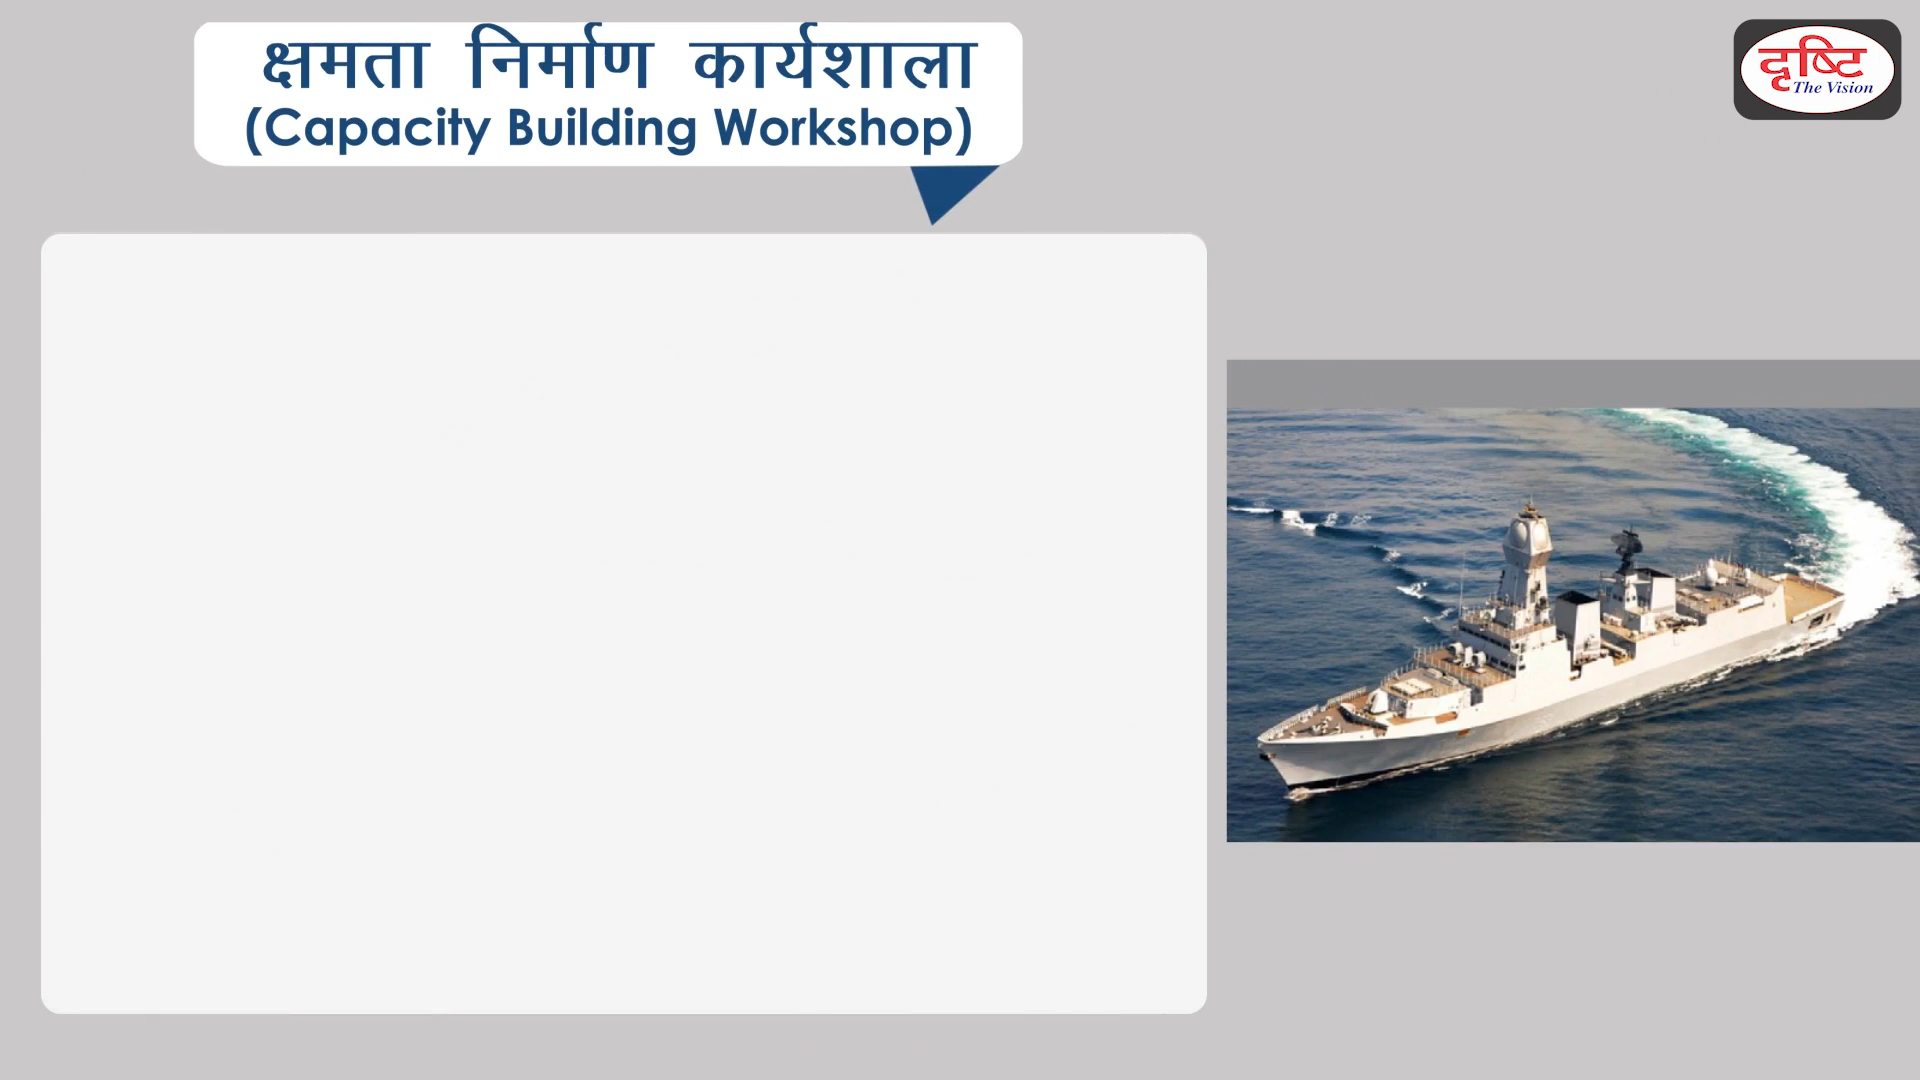 क्षमता निर्माण कार्यशाला
(Capacity Building Workshop)
दृष्टि
The Vision